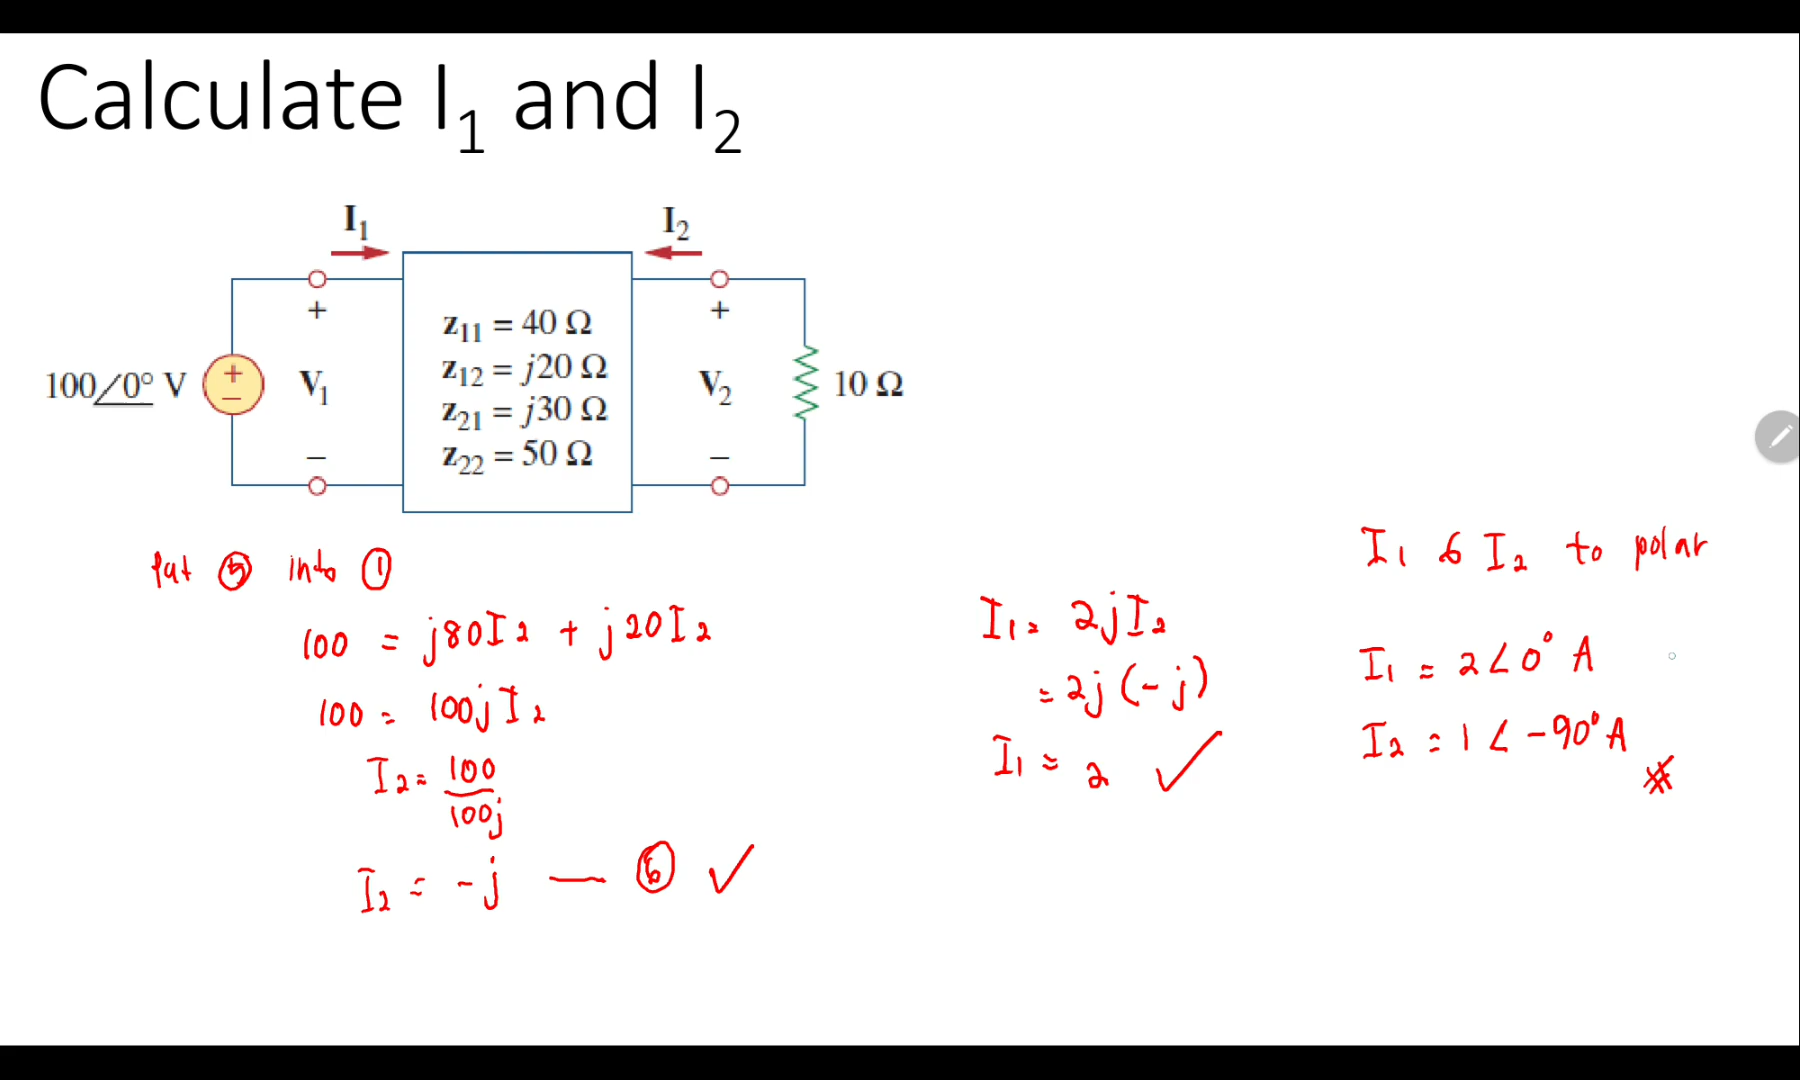 Calculate I1 and I2
I1
I2
+
+
100/0° V
+
−
V1
z11 = 40 Ω
z12 = j20 Ω
z21 = j30 Ω
z22 = 50 Ω
V2
10 Ω
−
−
Put ⑤ into ①
100 = j80I2 + j20I2
100 = 100jI2
I2 = 100
100j
I2 = -j — ⑥ ✓
I1 = 2jI2
= 2j(-j)
I1 = 2 ✓
I1 & I2 to polar
I1 = 2∠0° A
I2 = 1∠-90° A